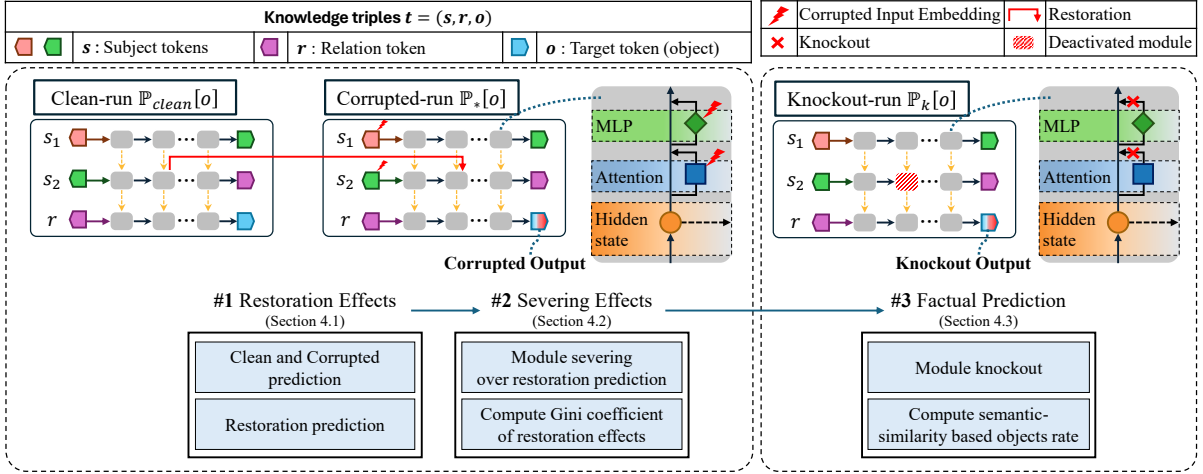 Knowledge triples t = (s, r, o)
s : Subject tokens
r : Relation token
o : Target token (object)
Corrupted Input Embedding
Restoration
Knockout
Deactivated module
Clean-run ℙclean[o]
Corrupted-run ℙ*[o]
Knockout-run ℙk[o]
s1
s2
r
s1
s2
r
MLP
Attention
Hidden
state
Corrupted Output
s1
s2
r
MLP
Attention
Hidden
state
Knockout Output
#1 Restoration Effects
(Section 4.1)
Clean and Corrupted
prediction
Restoration prediction
#2 Severing Effects
(Section 4.2)
Module severing
over restoration prediction
Compute Gini coefficient
of restoration effects
#3 Factual Prediction
(Section 4.3)
Module knockout
Compute semantic-
similarity based objects rate